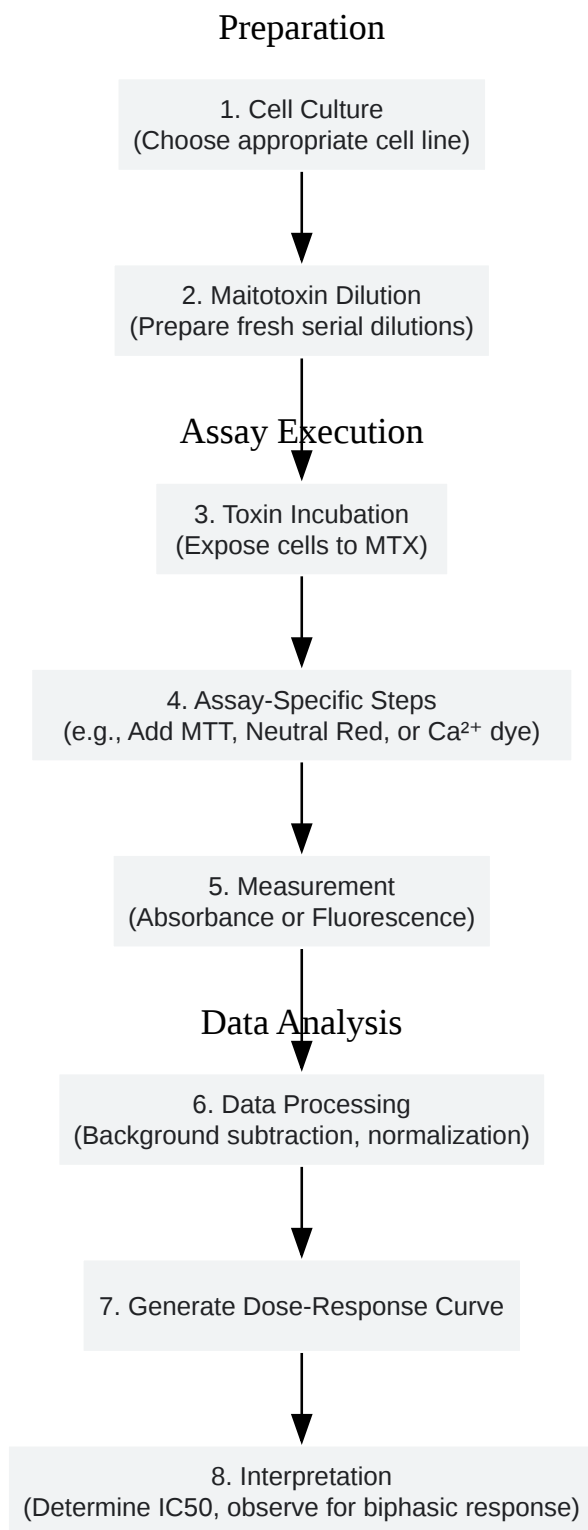 Preparation
1. Cell Culture
(Choose appropriate cell line)
2. Maitotoxin Dilution
(Prepare fresh serial dilutions)
Assay Execution
3. Toxin Incubation
(Expose cells to MTX)
4. Assay-Specific Steps
(e.g., Add MTT, Neutral Red, or Ca²⁺ dye)
5. Measurement
(Absorbance or Fluorescence)
Data Analysis
6. Data Processing
(Background subtraction, normalization)
7. Generate Dose-Response Curve
8. Interpretation
(Determine IC50, observe for biphasic response)